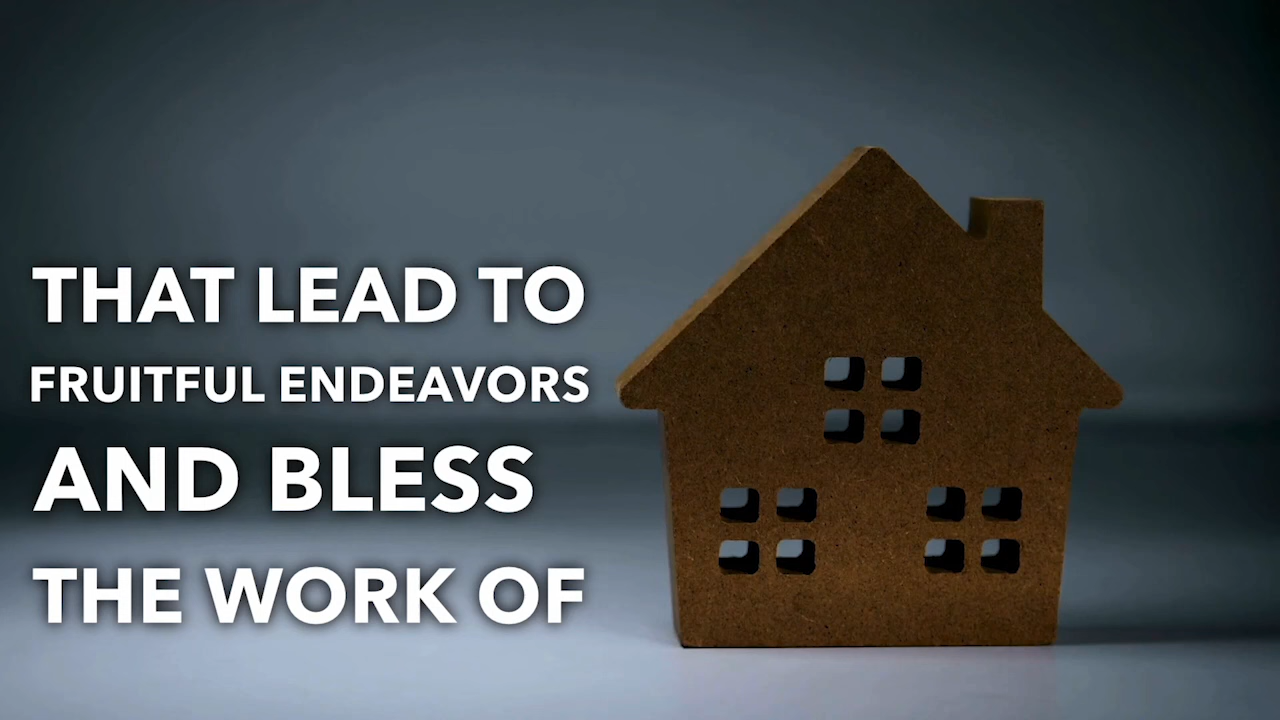 THAT LEAD TO
FRUITFUL ENDEAVORS
AND BLESS
THE WORK OF